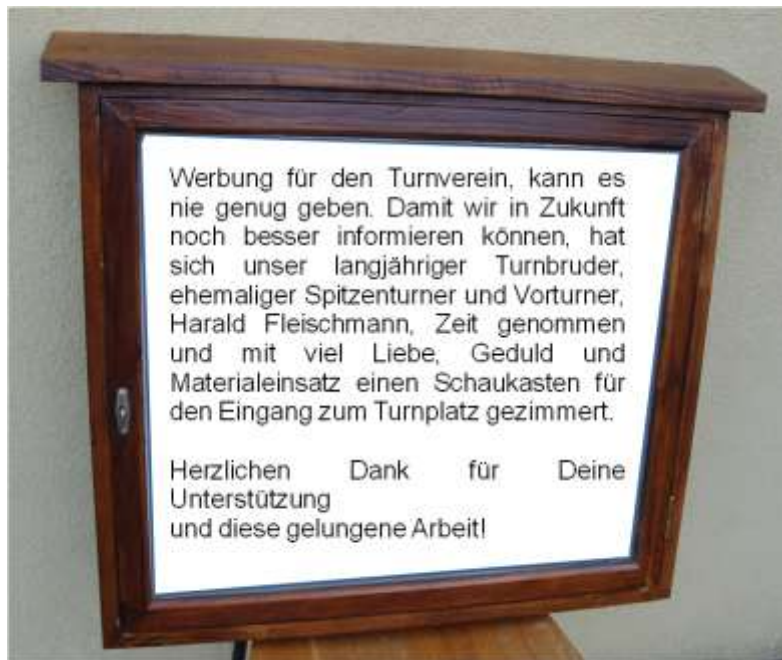 Werbung für den Turnverein, kann es
nie genug geben. Damit wir in Zukunft
noch besser informieren können, hat
sich unser langjähriger Turnbruder,
ehemaliger Spitzenturner und Vorturner,
Harald Fleischmann, Zeit genommen
und mit viel Liebe, Geduld und
Materialeinsatz einen Schaukasten für
den Eingang zum Turnplatz gezimmert.

Herzlichen Dank für Deine
Unterstützung
und diese gelungene Arbeit!